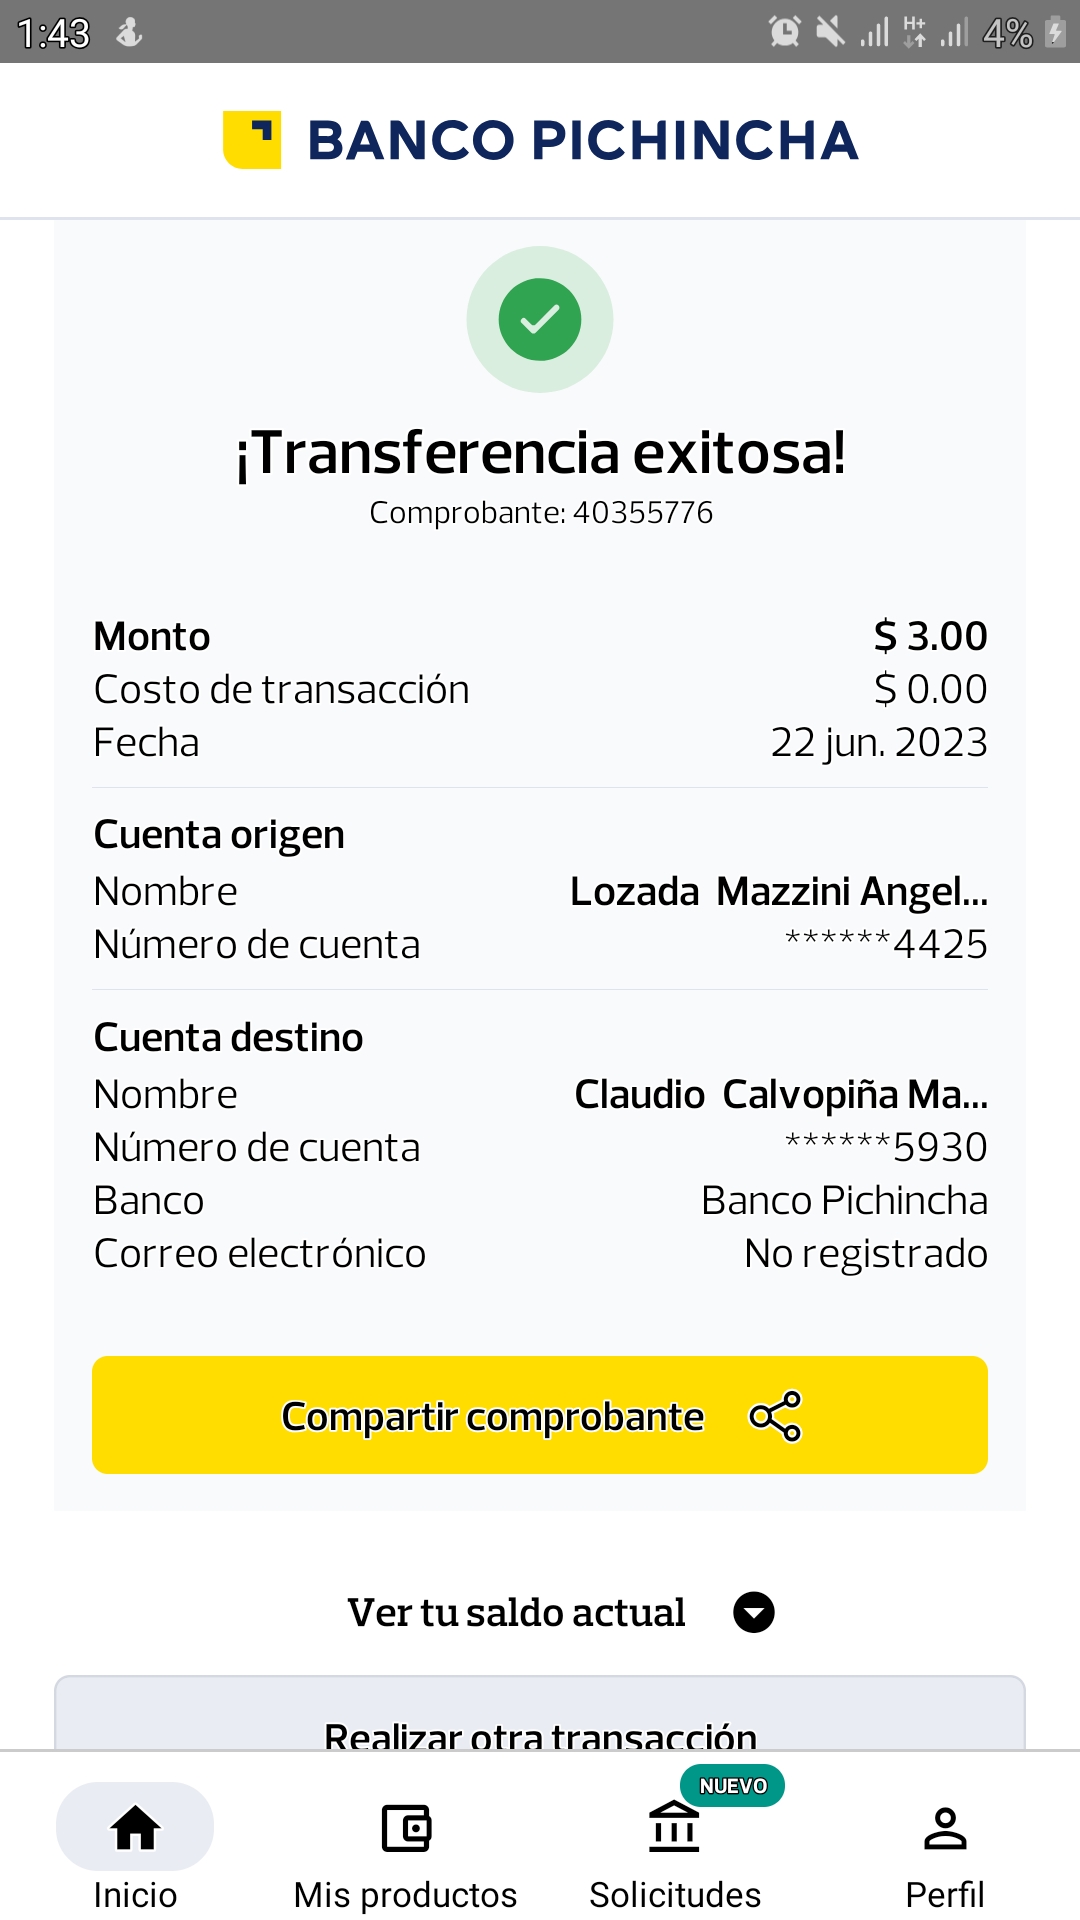 1:43 H+ 4%
BANCO PICHINCHA
¡Transferencia exitosa!
Comprobante: 40355776
Monto $ 3.00
Costo de transacción $ 0.00
Fecha 22 jun. 2023
Cuenta origen
Nombre Lozada  Mazzini Angel...
Número de cuenta ******4425
Cuenta destino
Nombre Claudio  Calvopiña Ma...
Número de cuenta ******5930
Banco Banco Pichincha
Correo electrónico No registrado
Compartir comprobante
Ver tu saldo actual
Realizar otra transacción
NUEVO
Inicio Mis productos Solicitudes Perfil